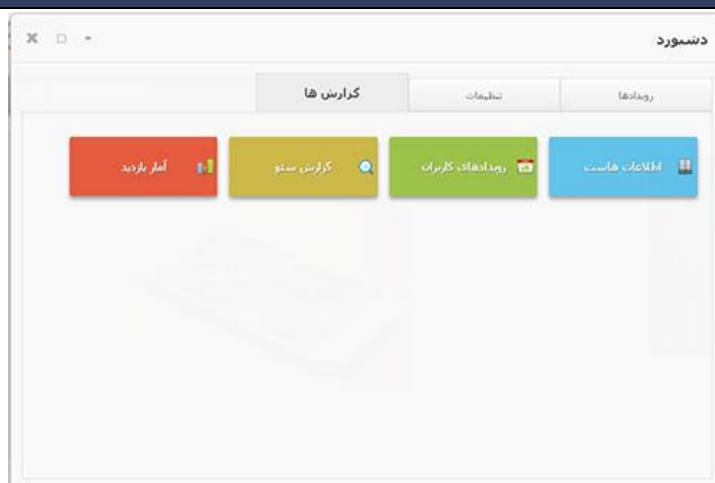 دشبورد
رویدادها
تنظیمات
گزارش ها
اطلاعات هاست
رویدادهای کاربران
گزارش سئو
آمار بازدید